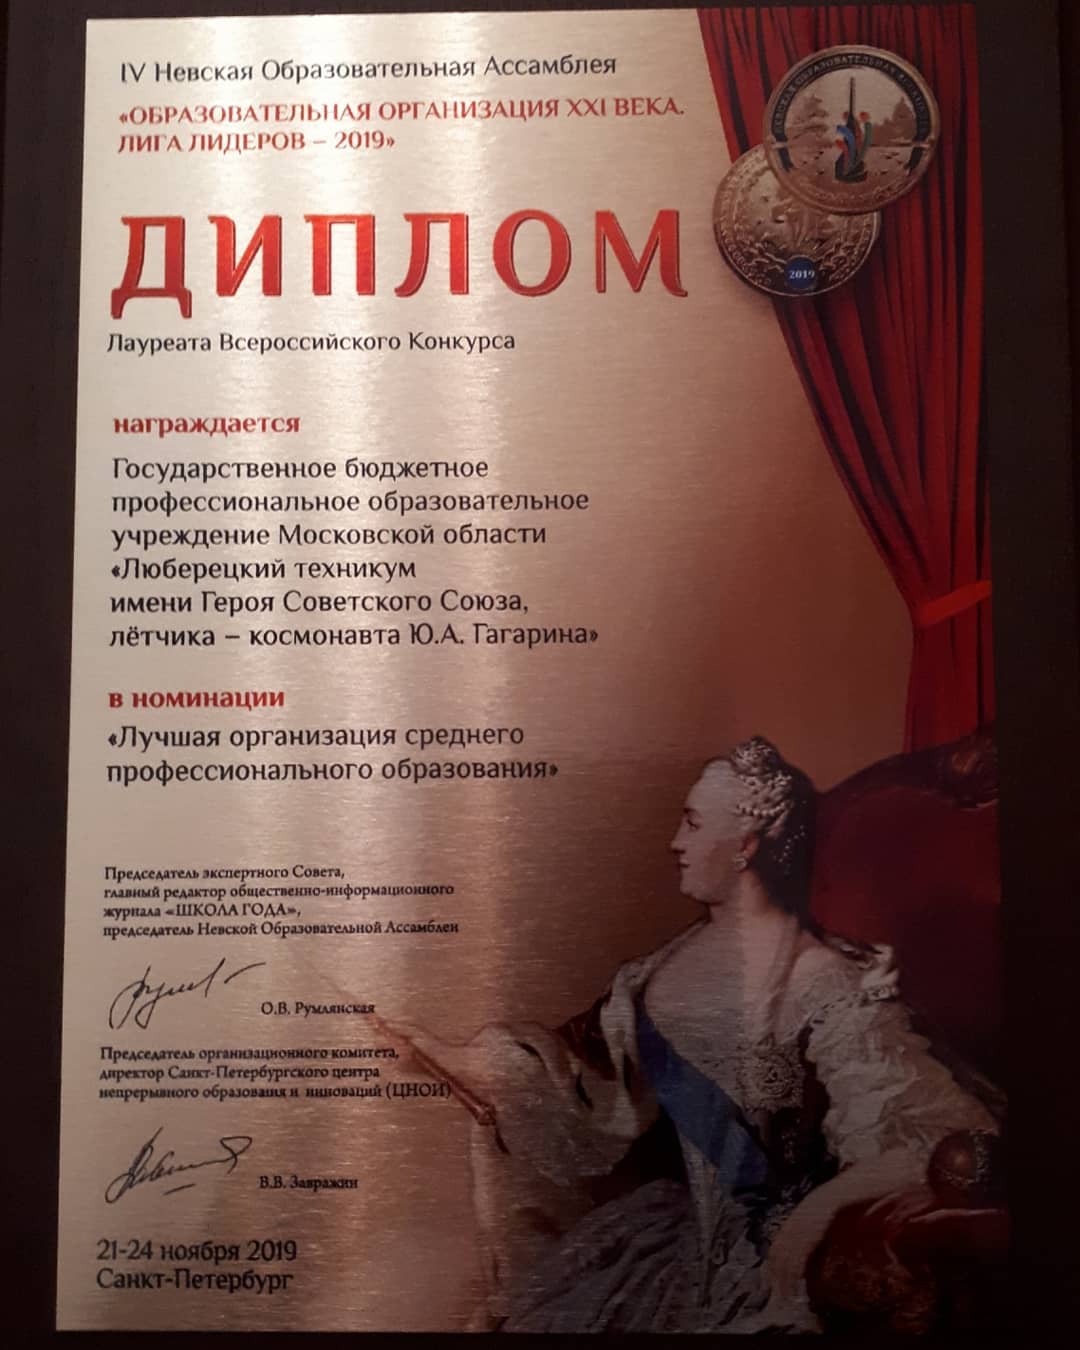 IV Невская Образовательная Ассамблея
«ОБРАЗОВАТЕЛЬНАЯ ОРГАНИЗАЦИЯ XXI ВЕКА.
ЛИГА ЛИДЕРОВ – 2019»
ДИПЛОМ
Лауреата Всероссийского Конкурса
награждается
Государственное бюджетное
профессиональное образовательное
учреждение Московской области
«Люберецкий техникум
имени Героя Советского Союза,
лётчика – космонавта Ю.А. Гагарина»
в номинации
«Лучшая организация среднего
профессионального образования»
Председатель экспертного Совета,
главный редактор общественно-информационного
журнала «ШКОЛА ГОДА»,
председатель Невской Образовательной Ассамблеи
О.В. Румлянская
Председатель организационного комитета,
директор Санкт-Петербургского центра
непрерывного образования и инноваций (ЦНОИ)
В.В. Завражин
21-24 ноября 2019
Санкт-Петербург
2019